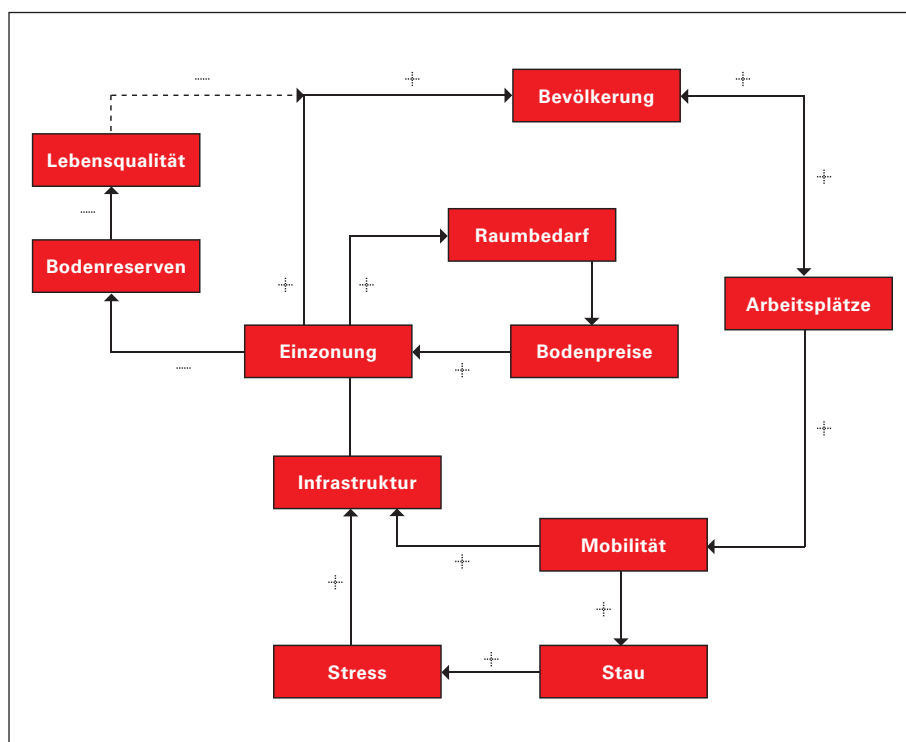 Bevölkerung
Lebensqualität
Raumbedarf
Bodenreserven
Arbeitsplätze
Einzonung
Bodenpreise
Infrastruktur
Mobilität
Stress
Stau